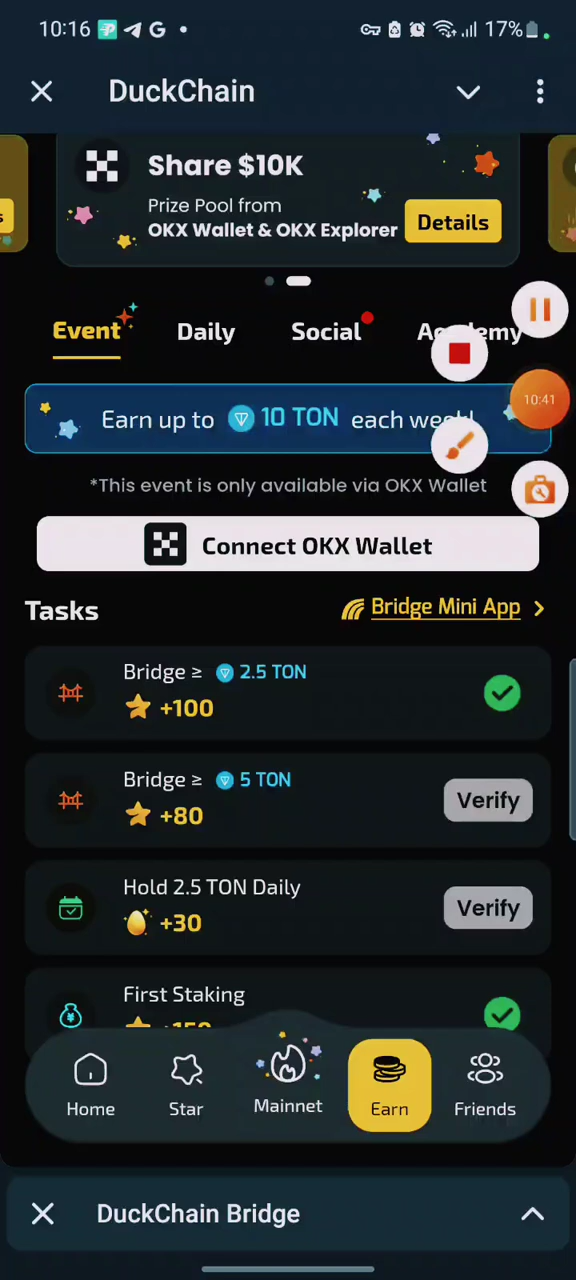 10:16
17%
DuckChain
Share $10K
Prize Pool from
OKX Wallet & OKX Explorer
Details
Event
Daily
Social
Academy
10:41
Earn up to 10 TON each week!
*This event is only available via OKX Wallet
Connect OKX Wallet
Tasks
Bridge Mini App
Bridge ≥ 2.5 TON
+100
Bridge ≥ 5 TON
+80
Verify
Hold 2.5 TON Daily
+30
Verify
First Staking
+150
Home
Star
Mainnet
Earn
Friends
DuckChain Bridge